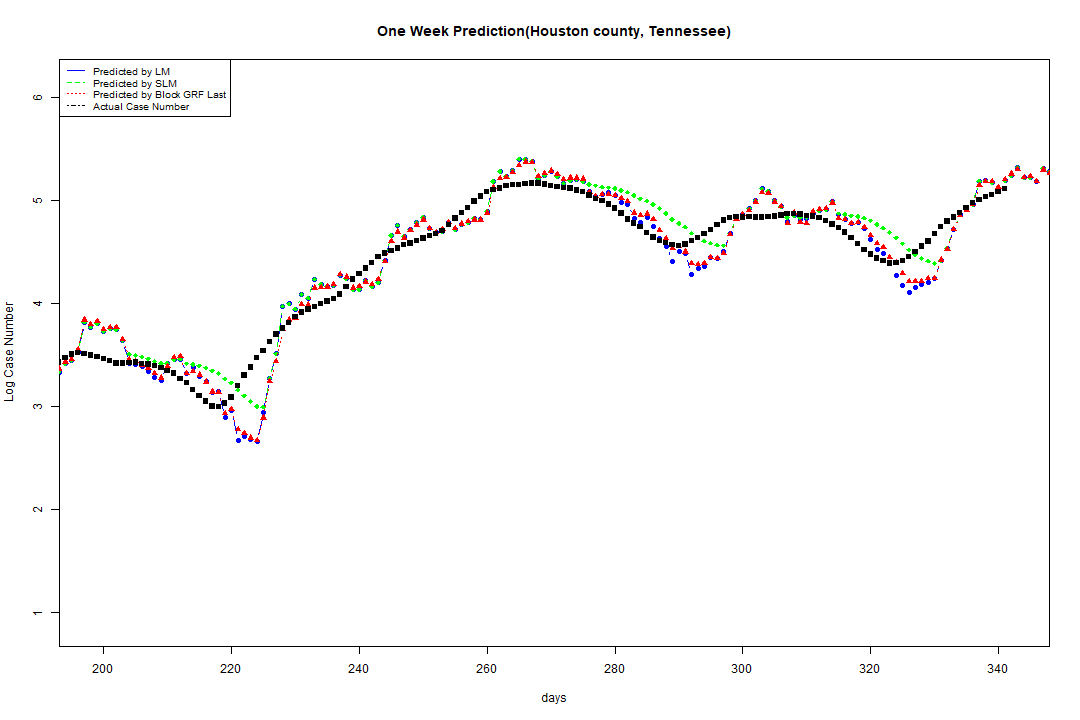 One Week Prediction(Houston county, Tennessee)
Predicted by LM
Predicted by SLM
Predicted by Block GRF Last
Actual Case Number
6
5
4
3
2
1
Log Case Number
200 220 240 260 280 300 320 340
days